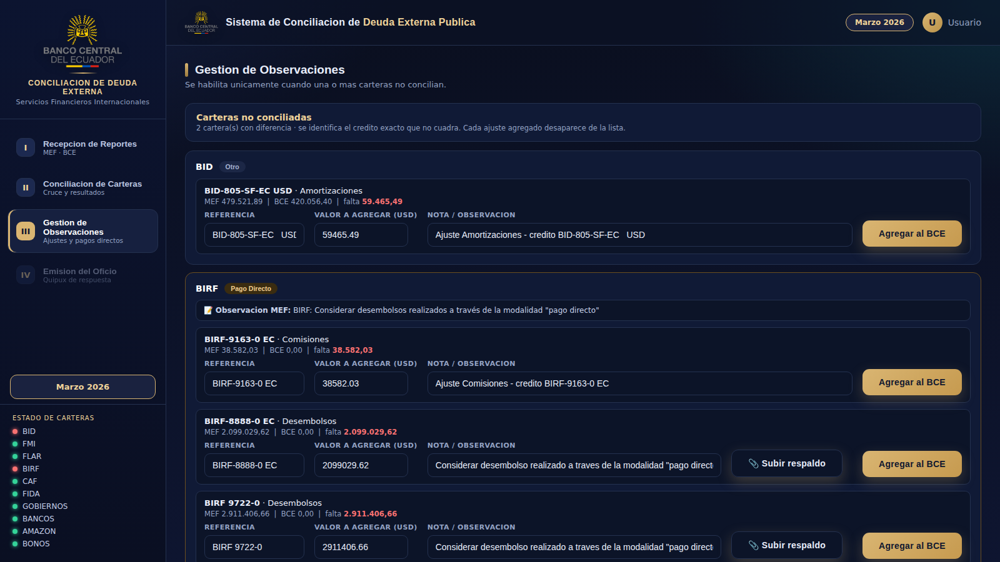 BANCO CENTRAL
DEL ECUADOR
CONCILIACION DE DEUDA
EXTERNA
Servicios Financieros Internacionales
I
Recepcion de Reportes
MEF · BCE
II
Conciliacion de Carteras
Cruce y resultados
III
Gestion de
Observaciones
Ajustes y pagos directos
IV
Emision del Oficio
Quipux de respuesta
Marzo 2026
ESTADO DE CARTERAS
BID
FMI
FLAR
BIRF
CAF
FIDA
GOBIERNOS
BANCOS
AMAZON
BONOS
BANCO CENTRAL
DEL ECUADOR
Sistema de Conciliacion de Deuda Externa Publica
Marzo 2026
U
Usuario
Gestion de Observaciones
Se habilita unicamente cuando una o mas carteras no concilian.
Carteras no conciliadas
2 cartera(s) con diferencia · se identifica el credito exacto que no cuadra. Cada ajuste agregado desaparece de la lista.
BID Otro
BID-805-SF-EC USD · Amortizaciones
MEF 479.521,89 | BCE 420.056,40 | falta 59.465,49
REFERENCIA VALOR A AGREGAR (USD) NOTA / OBSERVACION
BID-805-SF-EC USD 59465.49 Ajuste Amortizaciones - credito BID-805-SF-EC USD Agregar al BCE
BIRF Pago Directo
📝 Observacion MEF: BIRF: Considerar desembolsos realizados a través de la modalidad "pago directo"
BIRF-9163-0 EC · Comisiones
MEF 38.582,03 | BCE 0,00 | falta 38.582,03
REFERENCIA VALOR A AGREGAR (USD) NOTA / OBSERVACION
BIRF-9163-0 EC 38582.03 Ajuste Comisiones - credito BIRF-9163-0 EC Agregar al BCE
BIRF-8888-0 EC · Desembolsos
MEF 2.099.029,62 | BCE 0,00 | falta 2.099.029,62
REFERENCIA VALOR A AGREGAR (USD) NOTA / OBSERVACION
BIRF-8888-0 EC 2099029.62 Considerar desembolso realizado a traves de la modalidad "pago direct 📎 Subir respaldo Agregar al BCE
BIRF 9722-0 · Desembolsos
MEF 2.911.406,66 | BCE 0,00 | falta 2.911.406,66
REFERENCIA VALOR A AGREGAR (USD) NOTA / OBSERVACION
BIRF 9722-0 2911406.66 Considerar desembolso realizado a traves de la modalidad "pago direct 📎 Subir respaldo Agregar al BCE